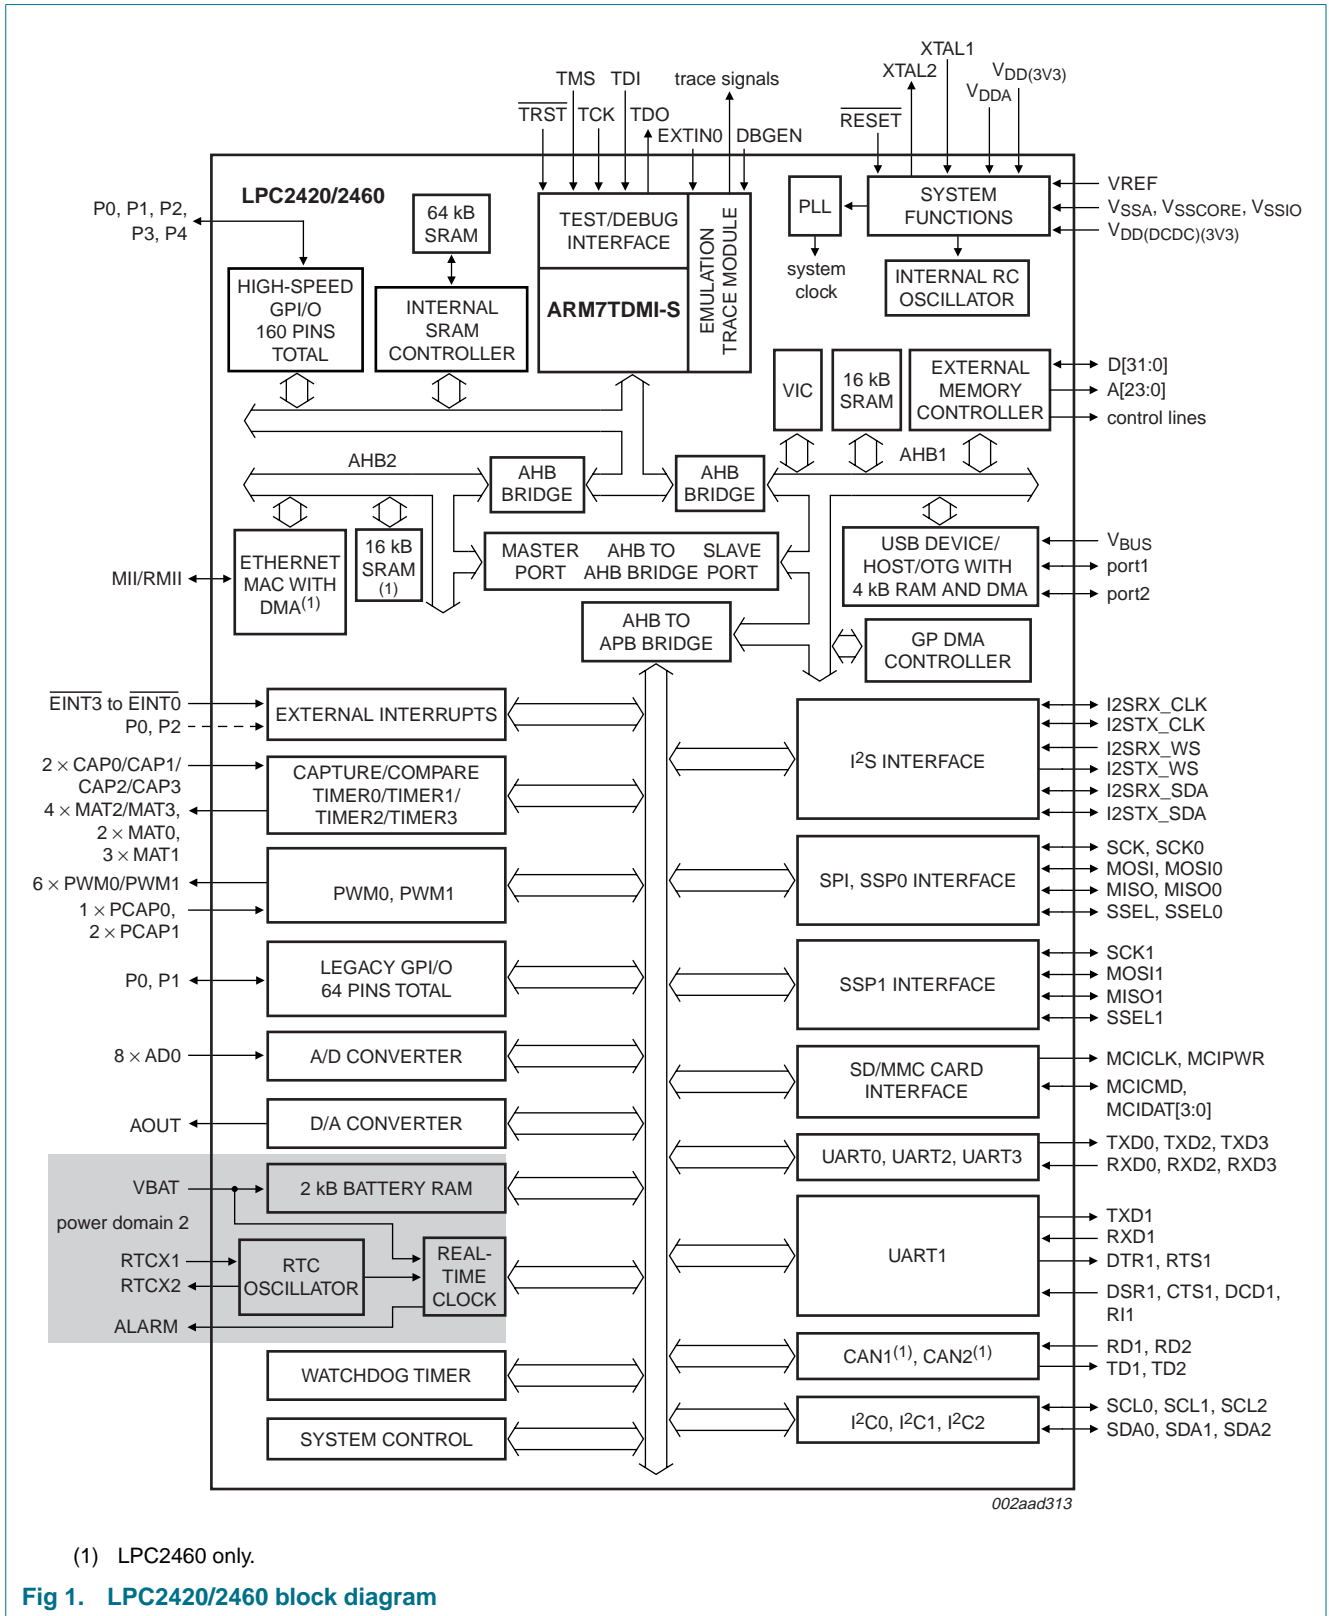 XTAL1
XTAL2
VDD(3V3)
VDDA
RESET
TMS
TDI
trace signals
TRST
TCK
TDO
EXTIN0
DBGEN
LPC2420/2460
P0, P1, P2,
P3, P4
64 kB
SRAM
TEST/DEBUG
INTERFACE
EMULATION
TRACE MODULE
PLL
SYSTEM
FUNCTIONS
VREF
VSSA, VSSCORE, VSSIO
VDD(DCDC)(3V3)
system
clock
INTERNAL RC
OSCILLATOR
HIGH-SPEED
GPI/O
160 PINS
TOTAL
INTERNAL
SRAM
CONTROLLER
ARM7TDMI-S
VIC
16 kB
SRAM
EXTERNAL
MEMORY
CONTROLLER
D[31:0]
A[23:0]
control lines
AHB2
AHB
BRIDGE
AHB
BRIDGE
AHB1
MII/RMII
ETHERNET
MAC WITH
DMA(1)
16 kB
SRAM
(1)
MASTER
PORT
AHB TO
AHB BRIDGE
SLAVE
PORT
USB DEVICE/
HOST/OTG WITH
4 kB RAM AND DMA
VBUS
port1
port2
AHB TO
APB BRIDGE
GP DMA
CONTROLLER
EINT3 to EINT0
P0, P2
EXTERNAL INTERRUPTS
2 × CAP0/CAP1/
CAP2/CAP3
4 × MAT2/MAT3,
2 × MAT0,
3 × MAT1
CAPTURE/COMPARE
TIMER0/TIMER1/
TIMER2/TIMER3
6 × PWM0/PWM1
1 × PCAP0,
2 × PCAP1
PWM0, PWM1
P0, P1
LEGACY GPI/O
64 PINS TOTAL
8 × AD0
A/D CONVERTER
AOUT
D/A CONVERTER
VBAT
2 kB BATTERY RAM
power domain 2
RTCX1
RTCX2
RTC
OSCILLATOR
REAL-
TIME
CLOCK
ALARM
WATCHDOG TIMER
SYSTEM CONTROL
I2S INTERFACE
I2SRX_CLK
I2STX_CLK
I2SRX_WS
I2STX_WS
I2SRX_SDA
I2STX_SDA
SPI, SSP0 INTERFACE
SCK, SCK0
MOSI, MOSI0
MISO, MISO0
SSEL, SSEL0
SSP1 INTERFACE
SCK1
MOSI1
MISO1
SSEL1
SD/MMC CARD
INTERFACE
MCICLK, MCIPWR
MCICMD,
MCIDAT[3:0]
UART0, UART2, UART3
TXD0, TXD2, TXD3
RXD0, RXD2, RXD3
UART1
TXD1
RXD1
DTR1, RTS1
DSR1, CTS1, DCD1,
RI1
CAN1(1), CAN2(1)
RD1, RD2
TD1, TD2
I2C0, I2C1, I2C2
SCL0, SCL1, SCL2
SDA0, SDA1, SDA2
002aad313
(1) LPC2460 only.
Fig 1. LPC2420/2460 block diagram